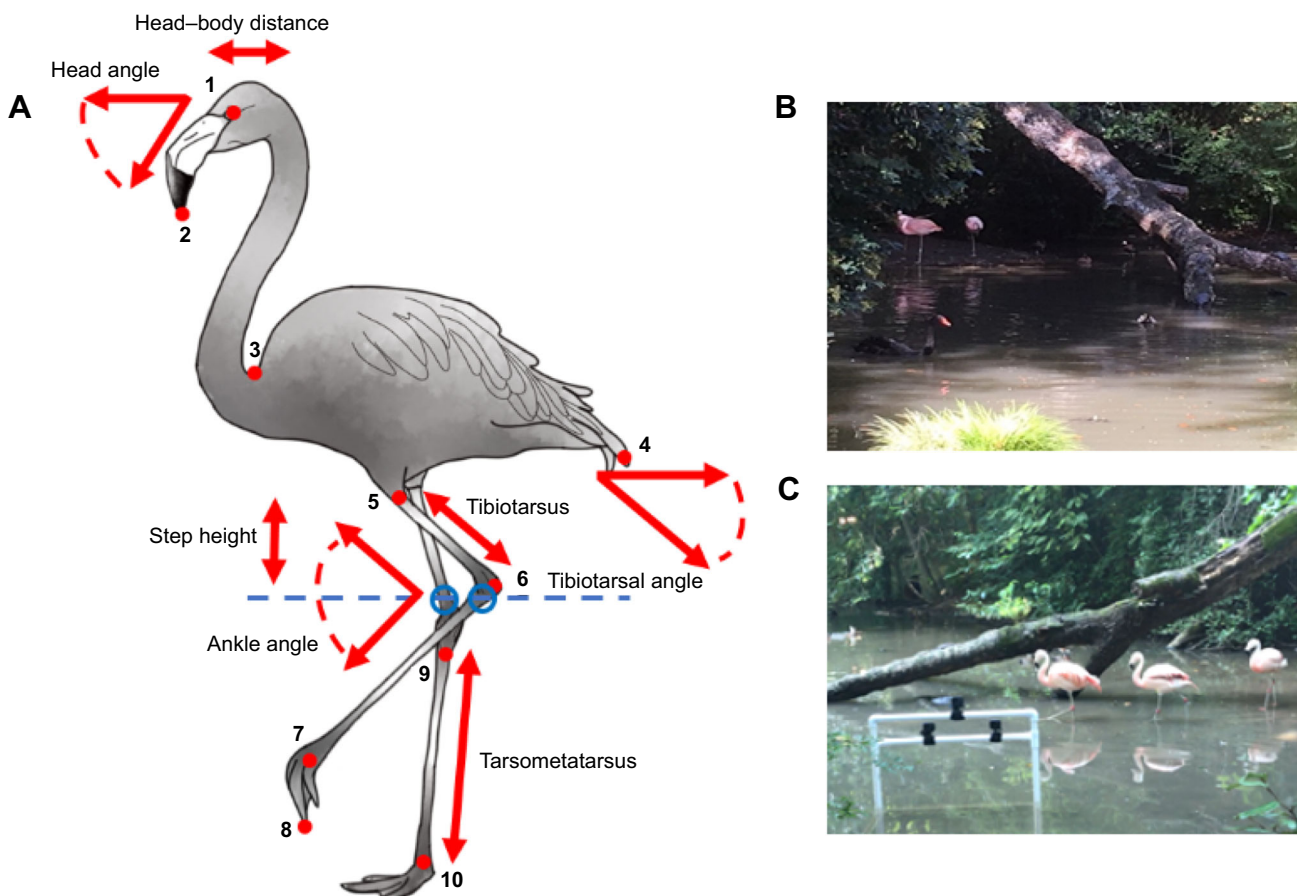 Head–body distance
Head angle
1
A
B
2
3
4
5
Tibiotarsus
Step height
6
Tibiotarsal angle
Ankle angle
9
7
Tarsometatarsus
8
10
C